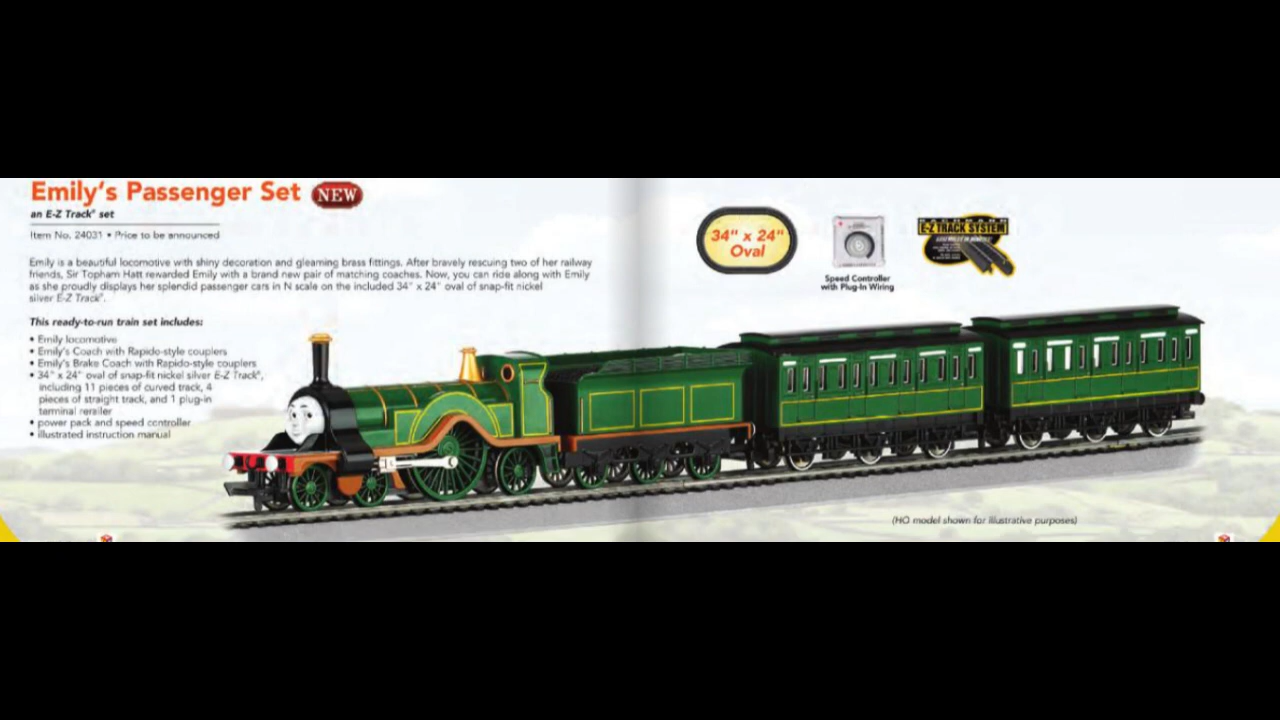 Emily's Passenger Set NEW
an E-Z Track® set
Item No. 24031 • Price to be announced
Emily is a beautiful locomotive with shiny decoration and gleaming brass fittings. After bravely rescuing two of her railway
friends, Sir Topham Hatt rewarded Emily with a brand new pair of matching coaches. Now, you can ride along with Emily
as she proudly displays her splendid passenger cars in N scale on the included 34" x 24" oval of snap-fit nickel
silver E-Z Track®.
This ready-to-run train set includes:
• Emily locomotive
• Emily's Coach with Rapido-style couplers
• Emily's Brake Coach with Rapido-style couplers
• 34" x 24" oval of snap-fit nickel silver E-Z Track®,
including 11 pieces of curved track, 4
pieces of straight track, and 1 plug-in
terminal rerailer
• power pack and speed controller
• illustrated instruction manual
34" x 24"
Oval
Speed Controller
with Plug-In Wiring
BACHMANN
E-Z TRACK SYSTEM
(HO model shown for illustrative purposes)